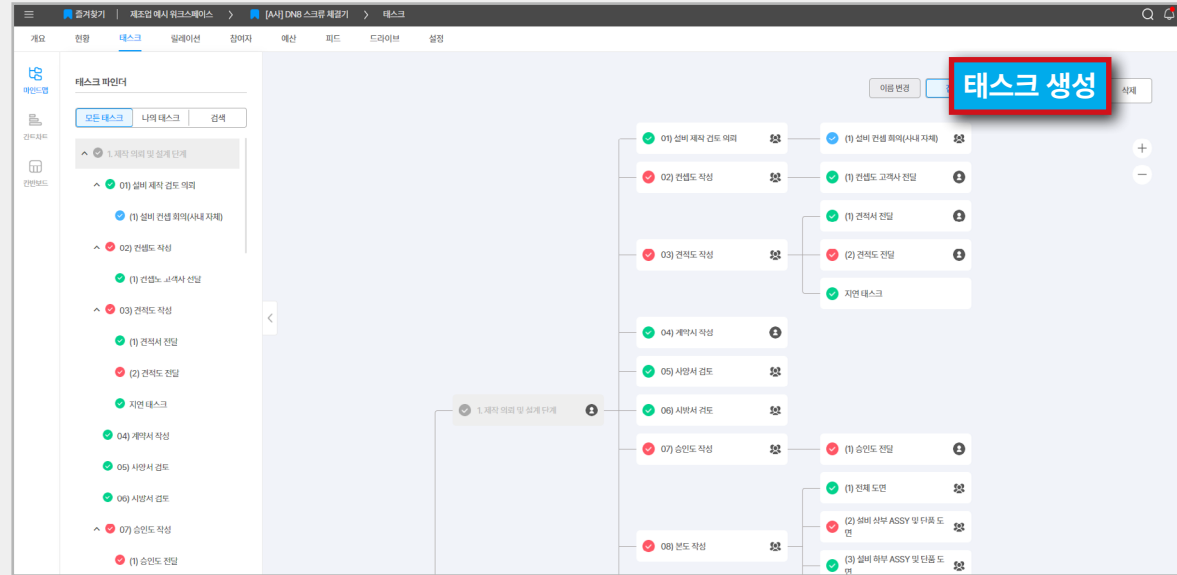 즐겨찾기 | 제조업 예시 워크스페이스 > [A사] DN8 스크류 체결기 > 태스크
개요 현황 태스크 릴레이션 참여자 예산 피드 드라이브 설정
마인드맵
간트차트
칸반보드
태스크 파인더
모든 태스크 나의 태스크 검색
1. 제작 의뢰 및 설계 단계
01) 설비 제작 검토 의뢰
(1) 설비 컨셉 회의(사내 자체)
02) 컨셉도 작성
(1) 컨셉도 고객사 전달
03) 견적도 작성
(1) 견적서 전달
(2) 견적도 전달
지연 태스크
04) 계약서 작성
05) 사양서 검토
06) 시방서 검토
07) 승인도 작성
(1) 승인도 전달
이름 변경
태스크 생성
삭제
01) 설비 제작 검토 의뢰
(1) 설비 컨셉 회의(사내 자체)
02) 컨셉도 작성
(1) 컨셉도 고객사 전달
(1) 견적서 전달
03) 견적도 작성
(2) 견적도 전달
지연 태스크
04) 계약서 작성
05) 사양서 검토
1. 제작 의뢰 및 설계 단계
06) 시방서 검토
07) 승인도 작성
(1) 승인도 전달
(1) 전체 도면
(2) 설비 상부 ASSY 및 단품 도
면
08) 본도 작성
(3) 설비 하부 ASSY 및 단품 도
면